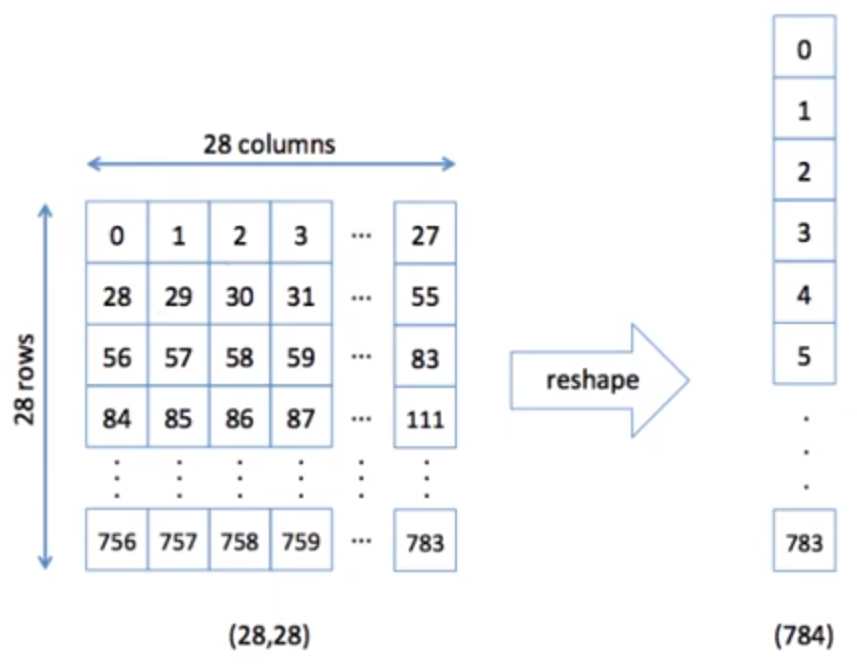 28 columns
28 rows
0 1 2 3 ... 27
28 29 30 31 ... 55
56 57 58 59 ... 83
84 85 86 87 ... 111
756 757 758 759 ... 783
(28,28)
reshape
0
1
2
3
4
5
.
.
.
783
(784)